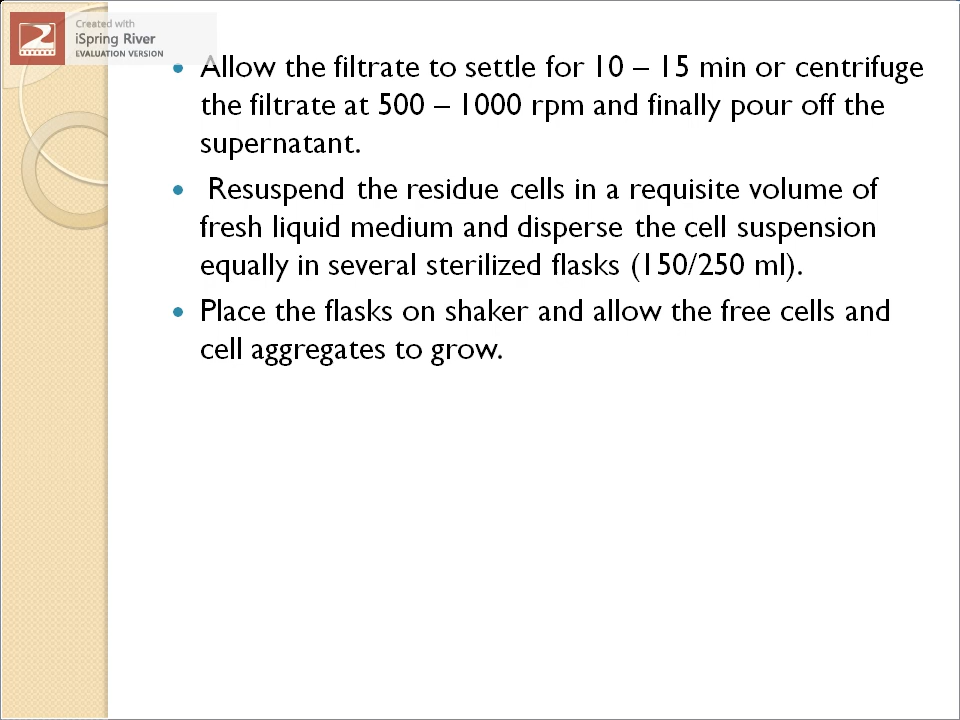 Created with
iSpring River
EVALUATION VERSION
• Allow the filtrate to settle for 10 – 15 min or centrifuge
the filtrate at 500 – 1000 rpm and finally pour off the
supernatant.
• Resuspend the residue cells in a requisite volume of
fresh liquid medium and disperse the cell suspension
equally in several sterilized flasks (150/250 ml).
• Place the flasks on shaker and allow the free cells and
cell aggregates to grow.